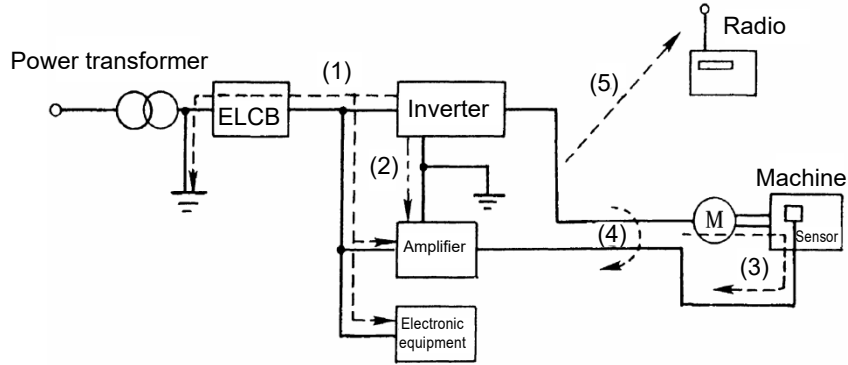 Radio
Power transformer
(1)
(5)
ELCB
Inverter
(2)
Machine
M
Sensor
(4)
Amplifier
(3)
Electronic
equipment